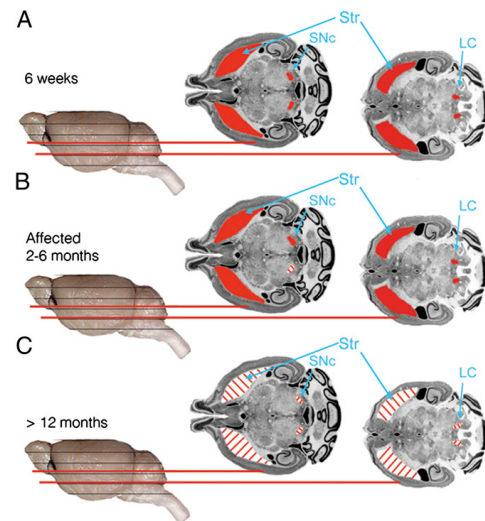 A
6 weeks
SNc
Str
LC
B
Affected
2-6 months
SNc
Str
LC
C
> 12 months
SNc
Str
LC